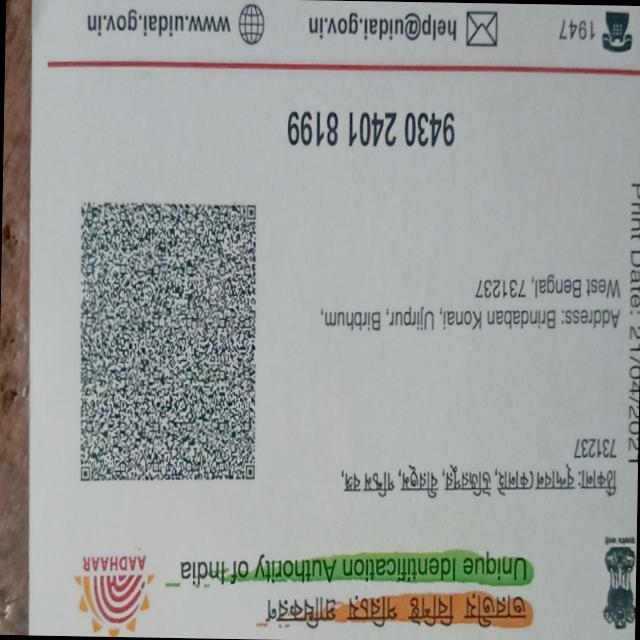 ভারতীয় বিশিষ্ট পরিচয় প্রাধিকরণ
Unique Identification Authority of India
AADHAAR
ঠিকানা: বৃন্দাবন কোনাই, উজিরপুর, বীরভূম, পশ্চিম বঙ্গ,
731237
Address: Brindaban Konai, Ujirpur, Birbhum,
West Bengal, 731237
Print Date: 21/04/2021
9430 2401 8199
1947
help@uidai.gov.in
www.uidai.gov.in